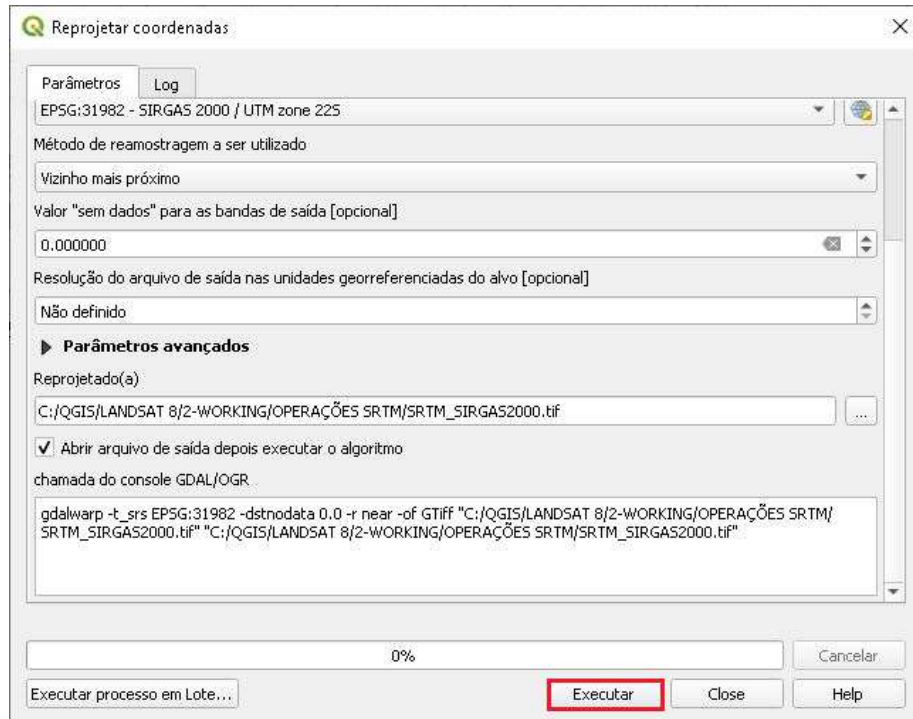 Reprojetar coordenadas
Parâmetros
Log
EPSG:31982 - SIRGAS 2000 / UTM zone 22S
Método de reamostragem a ser utilizado
Vizinho mais próximo
Valor "sem dados" para as bandas de saída [opcional]
0.000000
Resolução do arquivo de saída nas unidades georreferenciadas do alvo [opcional]
Não definido
Parâmetros avançados
Reprojetado(a)
C:/QGIS/LANDSAT 8/2-WORKING/OPERAÇÕES SRTM/SRTM_SIRGAS2000.tif
...
Abrir arquivo de saída depois executar o algoritmo
chamada do console GDAL/OGR
gdalwarp -t_srs EPSG:31982 -dstnodata 0.0 -r near -of GTiff "C:/QGIS/LANDSAT 8/2-WORKING/OPERAÇÕES SRTM/
SRTM_SIRGAS2000.tif" "C:/QGIS/LANDSAT 8/2-WORKING/OPERAÇÕES SRTM/SRTM_SIRGAS2000.tif"
0%
Cancelar
Executar processo em Lote...
Executar
Close
Help